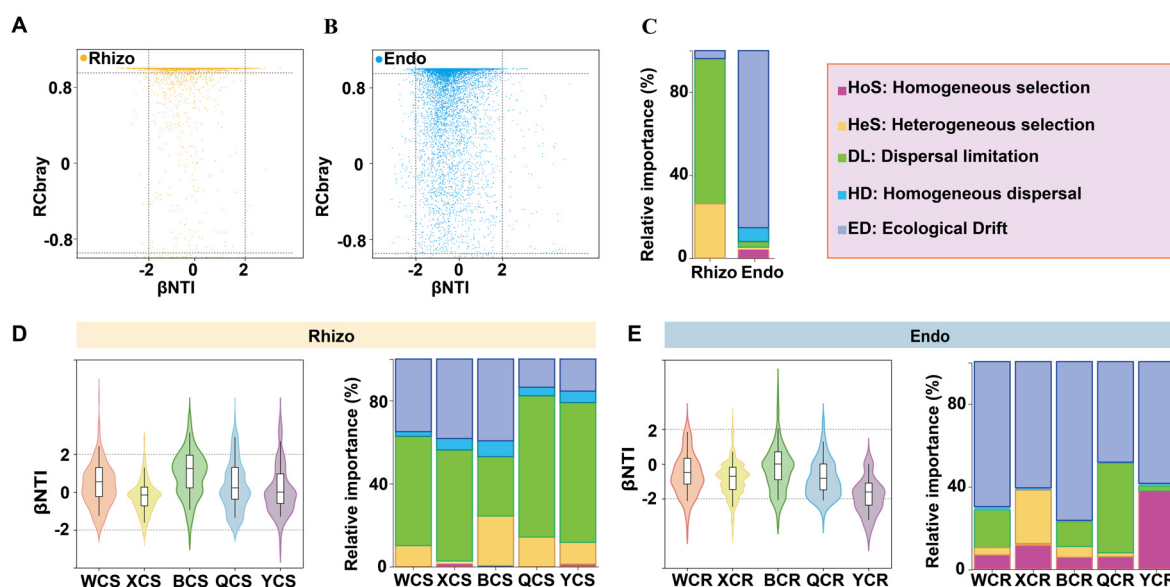 A
Rhizo
0.8
0
-0.8
RCbray
-2
0
2
βNTI
B
Endo
0.8
0
-0.8
RCbray
-2
0
2
βNTI
C
Relative importance (%)
80
40
0
Rhizo Endo
HoS: Homogeneous selection
HeS: Heterogeneous selection
DL: Dispersal limitation
HD: Homogeneous dispersal
ED: Ecological Drift
D
Rhizo
βNTI
2
0
-2
WCS XCS BCS QCS YCS
Relative importance (%)
80
40
0
WCS XCS BCS QCS YCS
E
Endo
βNTI
2
0
-2
WCR XCR BCR QCR YCR
Relative importance (%)
80
40
0
WCR XCR BCR QCR YCR